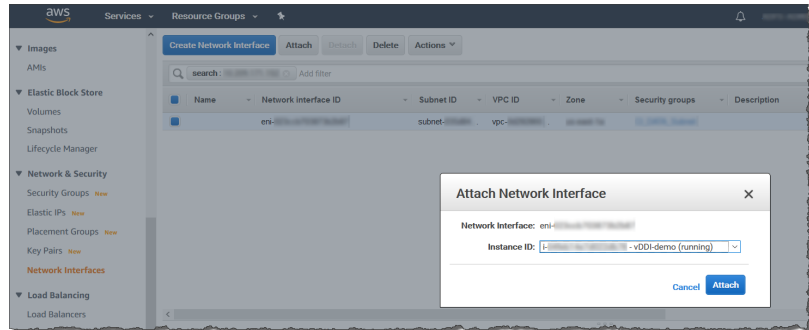 aws Services Resource Groups
Images
AMIs
Elastic Block Store
Volumes
Snapshots
Lifecycle Manager
Network & Security
Security Groups New
Elastic IPs New
Placement Groups New
Key Pairs New
Network Interfaces
Load Balancing
Load Balancers
Create Network Interface Attach Detach Delete Actions
search : Add filter
Name Network interface ID Subnet ID VPC ID Zone Security groups Description
eni- subnet- vpc-
Attach Network Interface
Network Interface: eni-
Instance ID: i- - vDDI-demo (running)
Cancel Attach